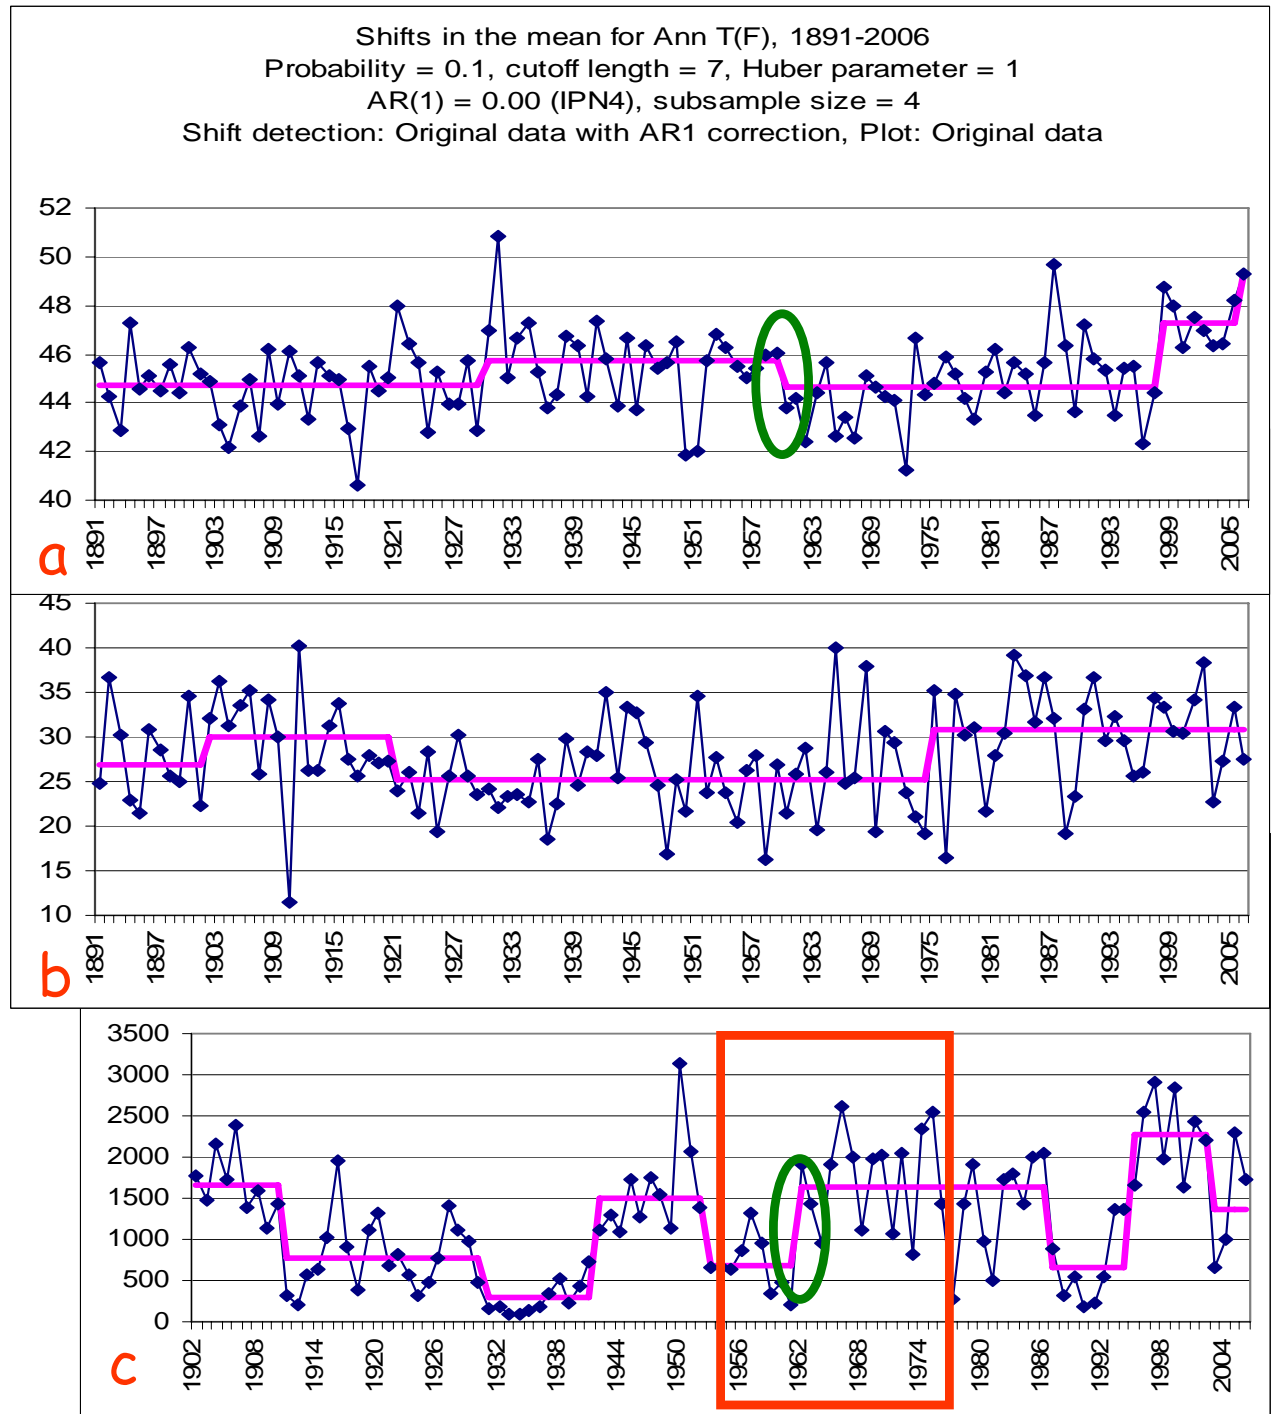 Shifts in the mean for Ann T(F), 1891-2006
Probability = 0.1, cutoff length = 7, Huber parameter = 1
AR(1) = 0.00 (IPN4), subsample size = 4
Shift detection: Original data with AR1 correction, Plot: Original data
52
50
48
46
44
42
40
1891 1897 1903 1909 1915 1921 1927 1933 1939 1945 1951 1957 1963 1969 1975 1981 1987 1993 1999 2005
a
45
40
35
30
25
20
15
10
1891 1897 1903 1909 1915 1921 1927 1933 1939 1945 1951 1957 1963 1969 1975 1981 1987 1993 1999 2005
b
3500
3000
2500
2000
1500
1000
500
0
1902 1908 1914 1920 1926 1932 1938 1944 1950 1956 1962 1968 1974 1980 1986 1992 1998 2004
c